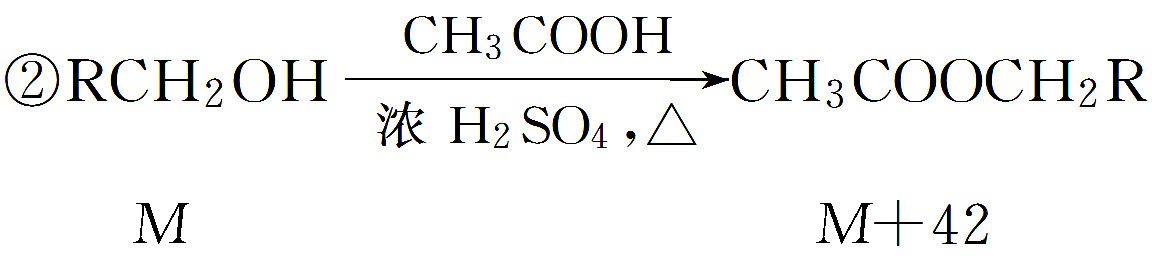 CH₃COOH
②RCH₂OH⟶CH₃COOCH₂R
浓 H₂SO₄,△
M M+42